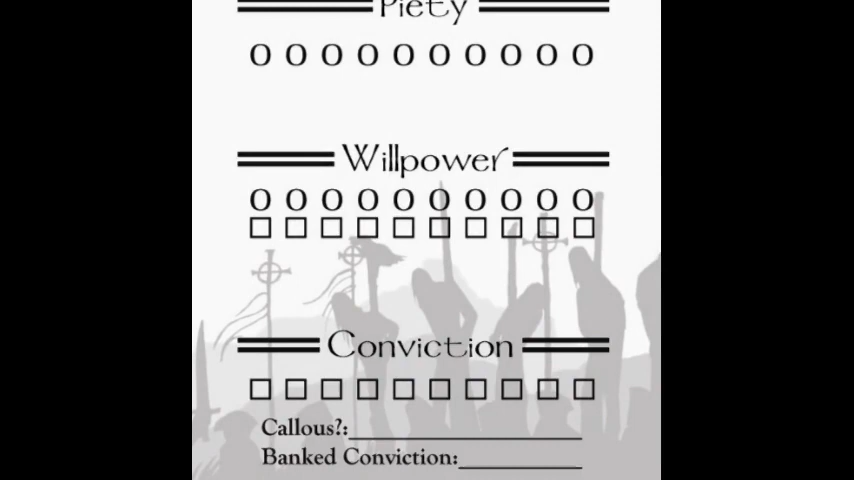 Piety
O O O O O O O O O O
Willpower
O O O O O O O O O O
□ □ □ □ □ □ □ □ □ □
Conviction
□ □ □ □ □ □ □ □ □ □
Callous?:
Banked Conviction: